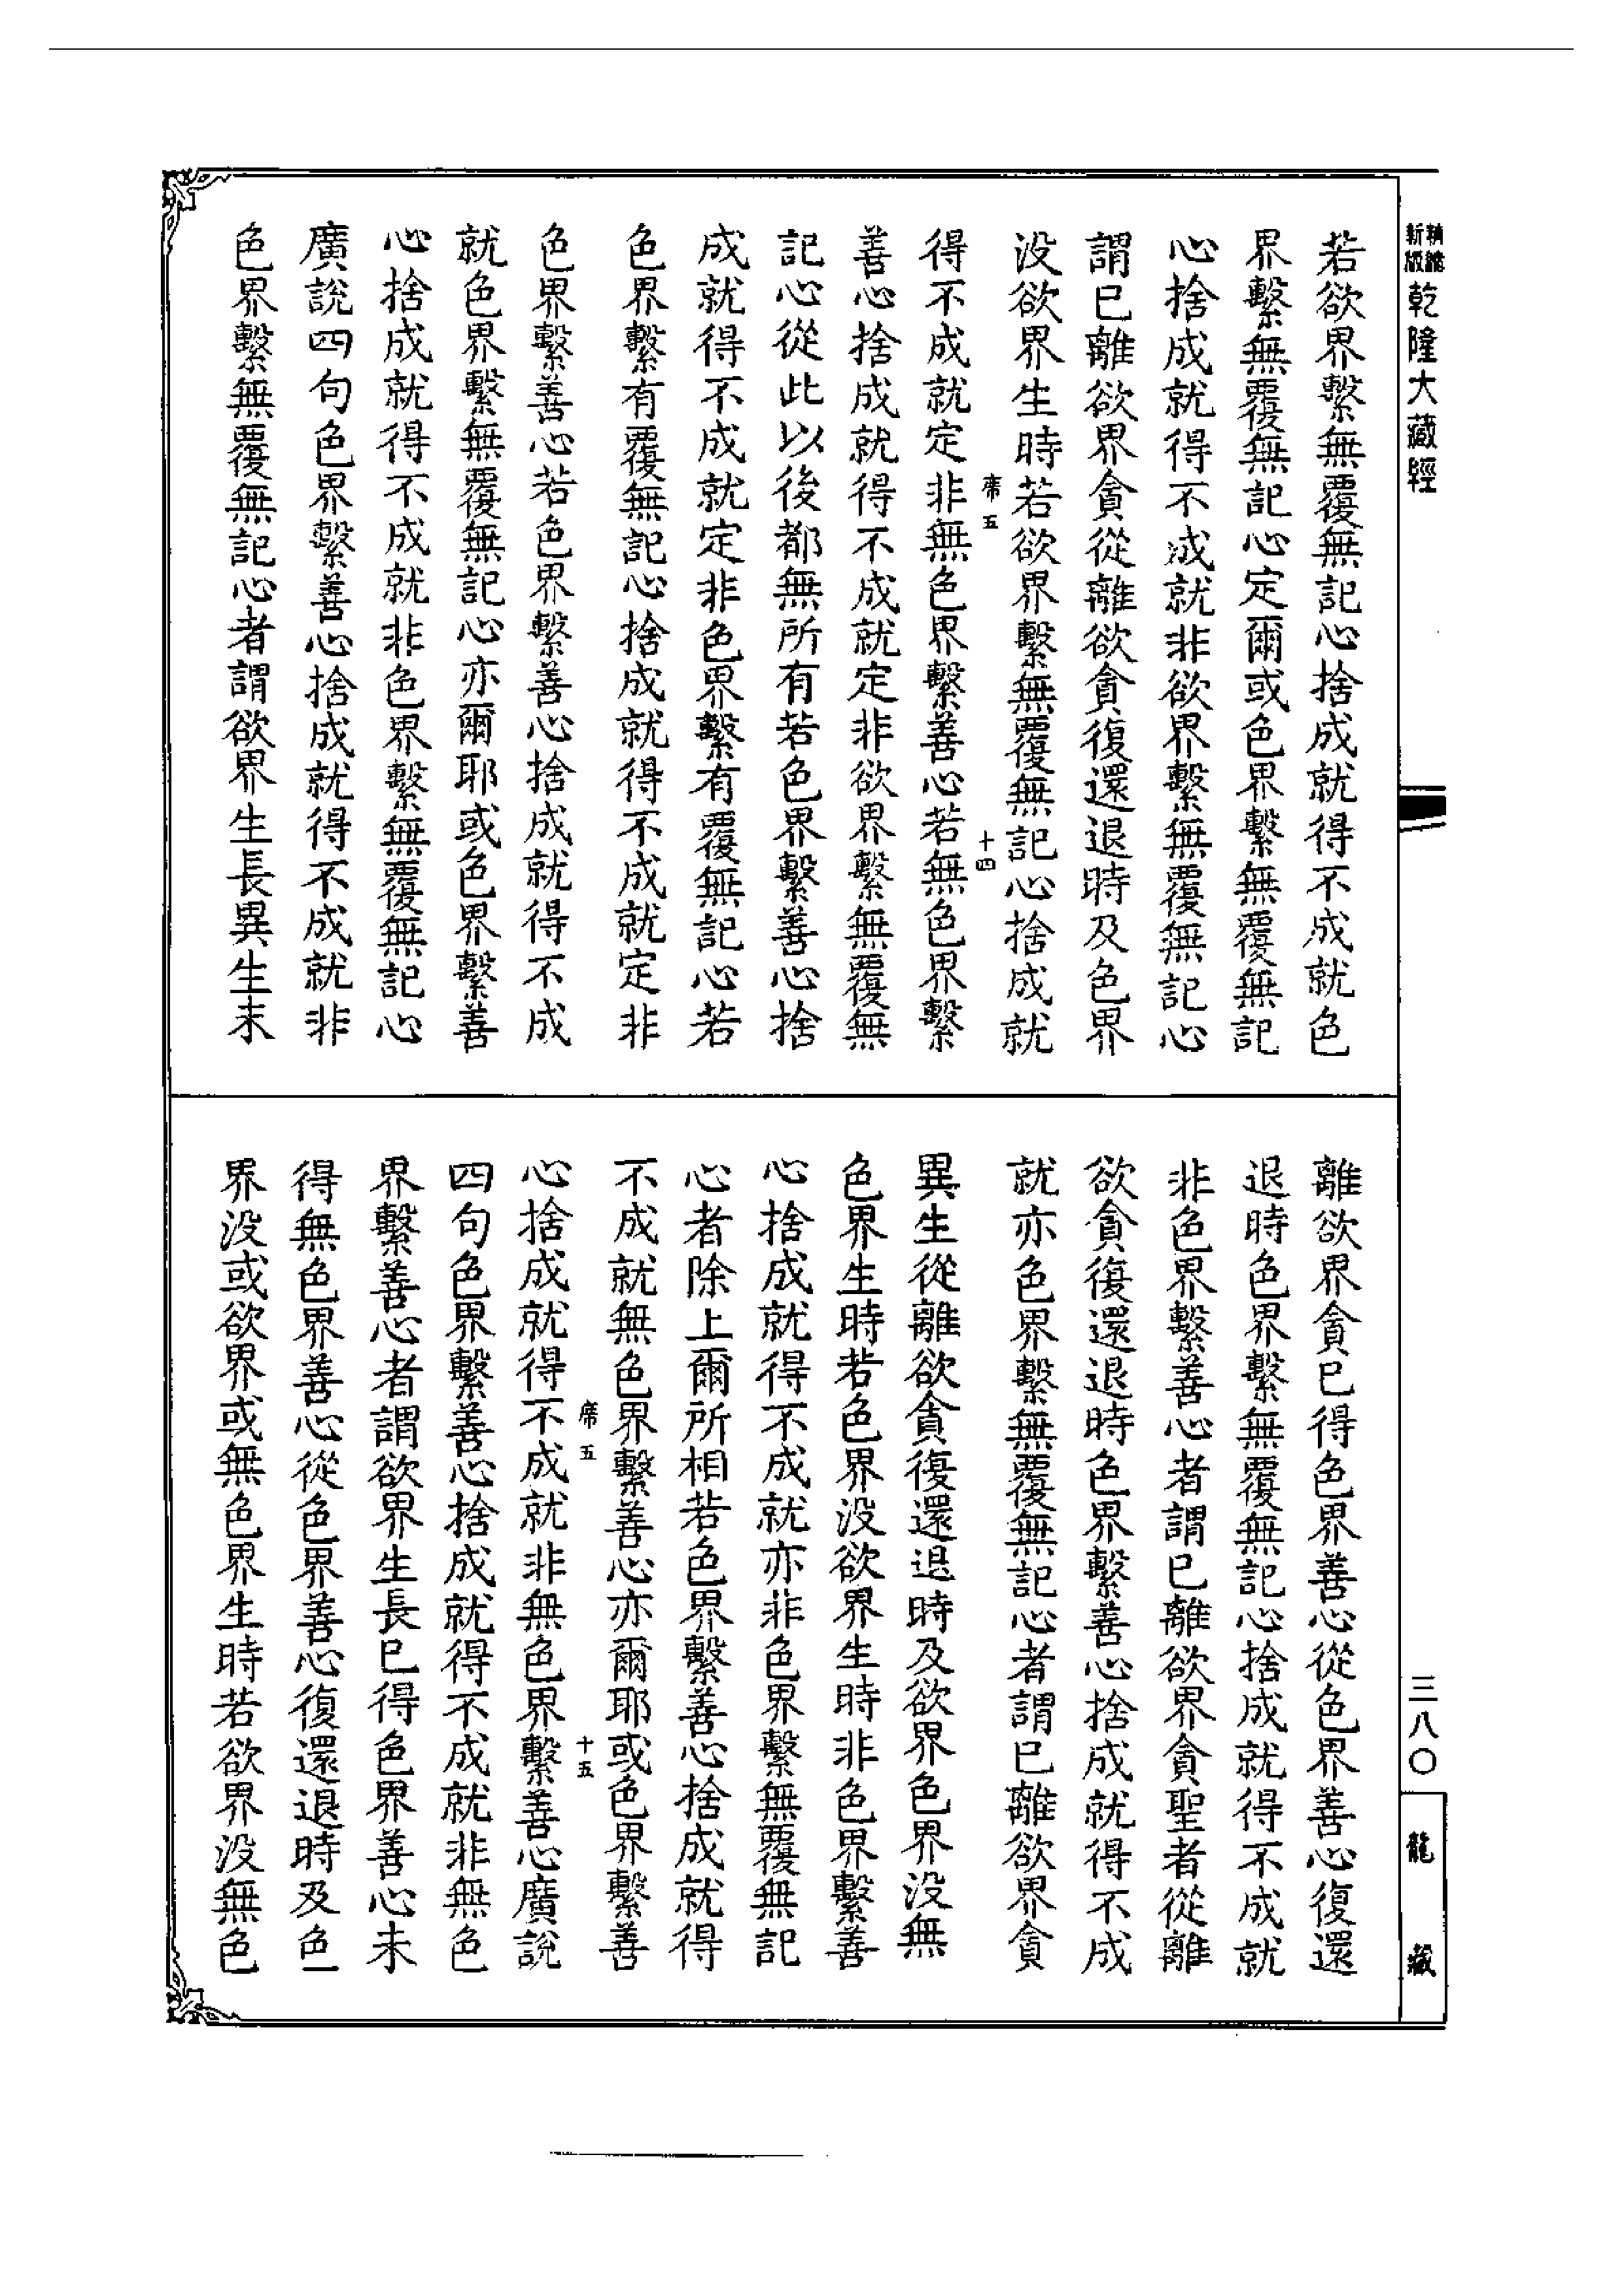 新版
精縮
乾隆大藏經
若欲界繫無覆無記心捨成就得不成就色
界繫無覆無記心定爾或色界繫無覆無記
心捨成就得不成就非欲界繫無覆無記心
謂已離欲界貪從離欲貪復還退時及色界
没欲界生時若欲界繫無覆無記心捨成就
席五
十四
得不成就定非無色界繫善心若無色界繫
善心捨成就得不成就定非欲界繫無覆無
記心從此以後都無所有若色界繫善心捨
成就得不成就定非色界繫有覆無記心若
色界繫有覆無記心捨成就得不成就定非
色界繫善心若色界繫善心捨成就得不成
就色界繫無覆無記心亦爾耶或色界繫善
心捨成就得不成就非色界繫無覆無記心
廣說四句色界繫善心捨成就得不成就非
色界繫無覆無記心者謂欲界生長異生末
離欲界貪已得色界善心從色界善心復還
退時色界繫無覆無記心捨成就得不成就
非色界繫善心者謂已離欲界貪聖者從離
欲貪復還退時色界繫善心捨成就得不成
就亦色界繫無覆無記心者謂已離欲界貪
異生從離欲貪復還退時及欲界色界没無
色界生時若色界没欲界生時非色界繫善
心捨成就得不成就亦非色界繫無覆無記
心者除上爾所相若色界繫善心捨成就得
不成就無色界繫善心亦爾耶或色界繫善
席五
十五
心捨成就得不成就非無色界繫善心廣說
四句色界繫善心捨成就得不成就非無色
界繫善心者謂欲界生長已得色界善心未
得無色界善心從色界善心復還退時及色
界没或欲界或無色界生時若欲界没無色
三八〇
龍藏